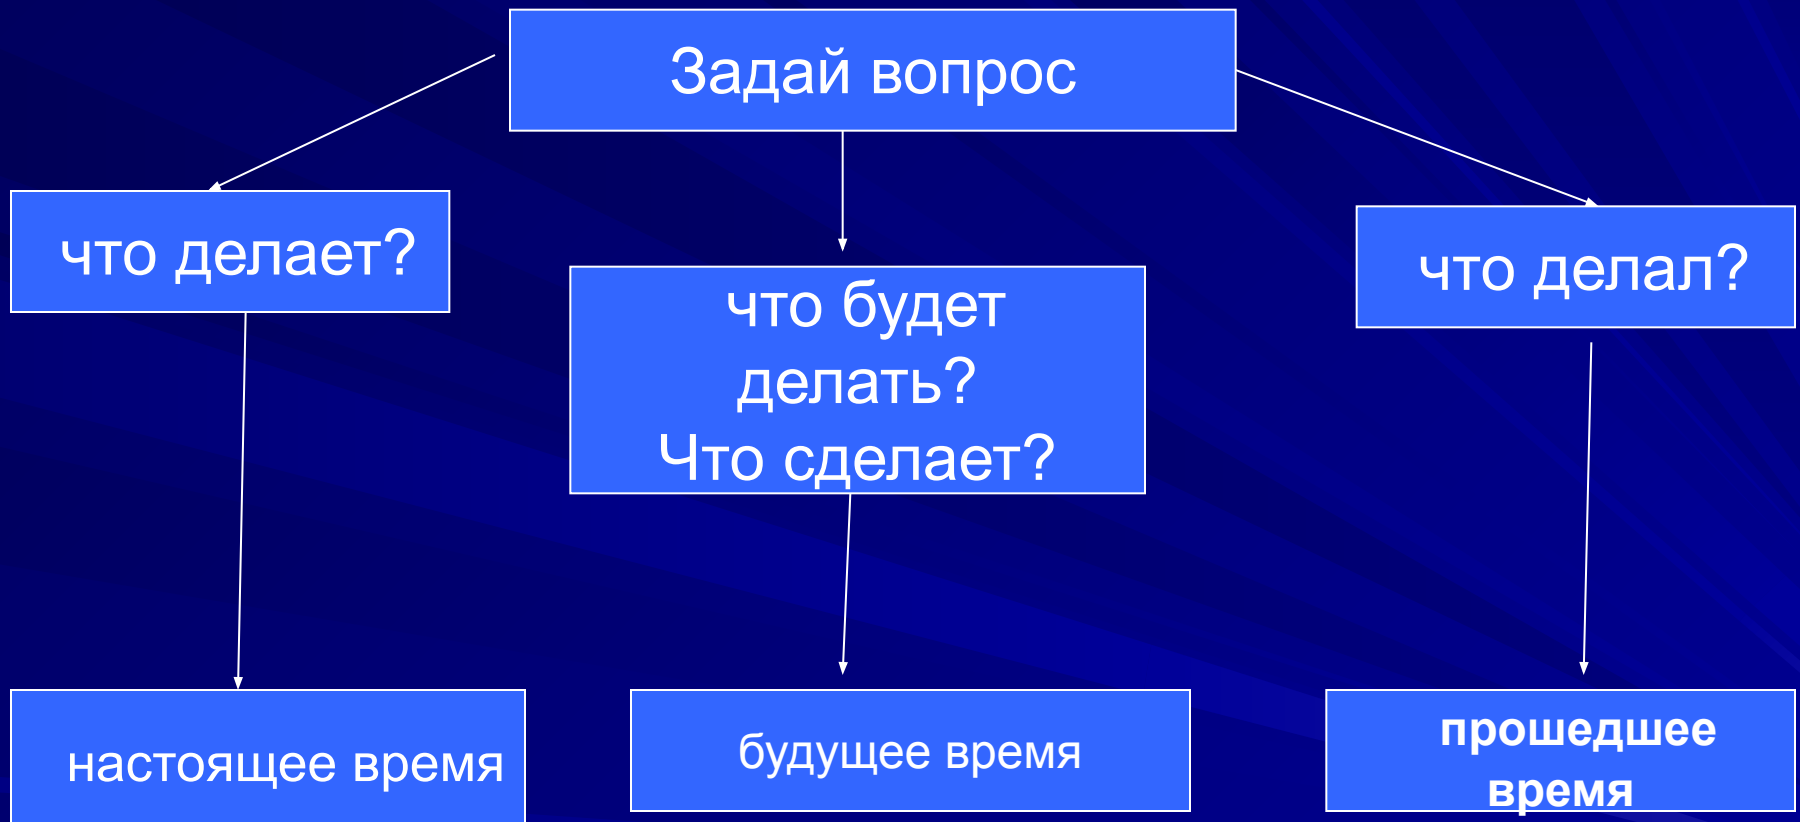 Задай вопрос
что делает?
что будет
делать?
Что сделает?
что делал?
настоящее время
будущее время
прошедшее
время